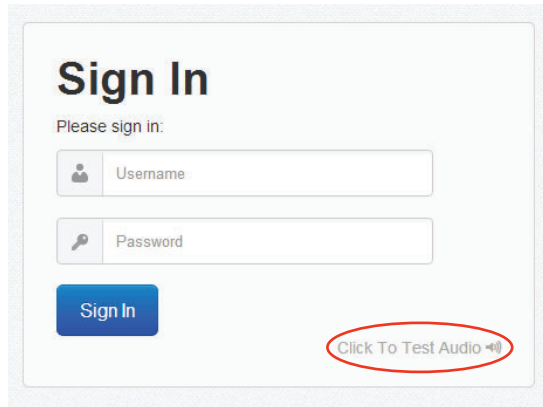 Sign In
Please sign in:
Username
Password
Sign In
Click To Test Audio